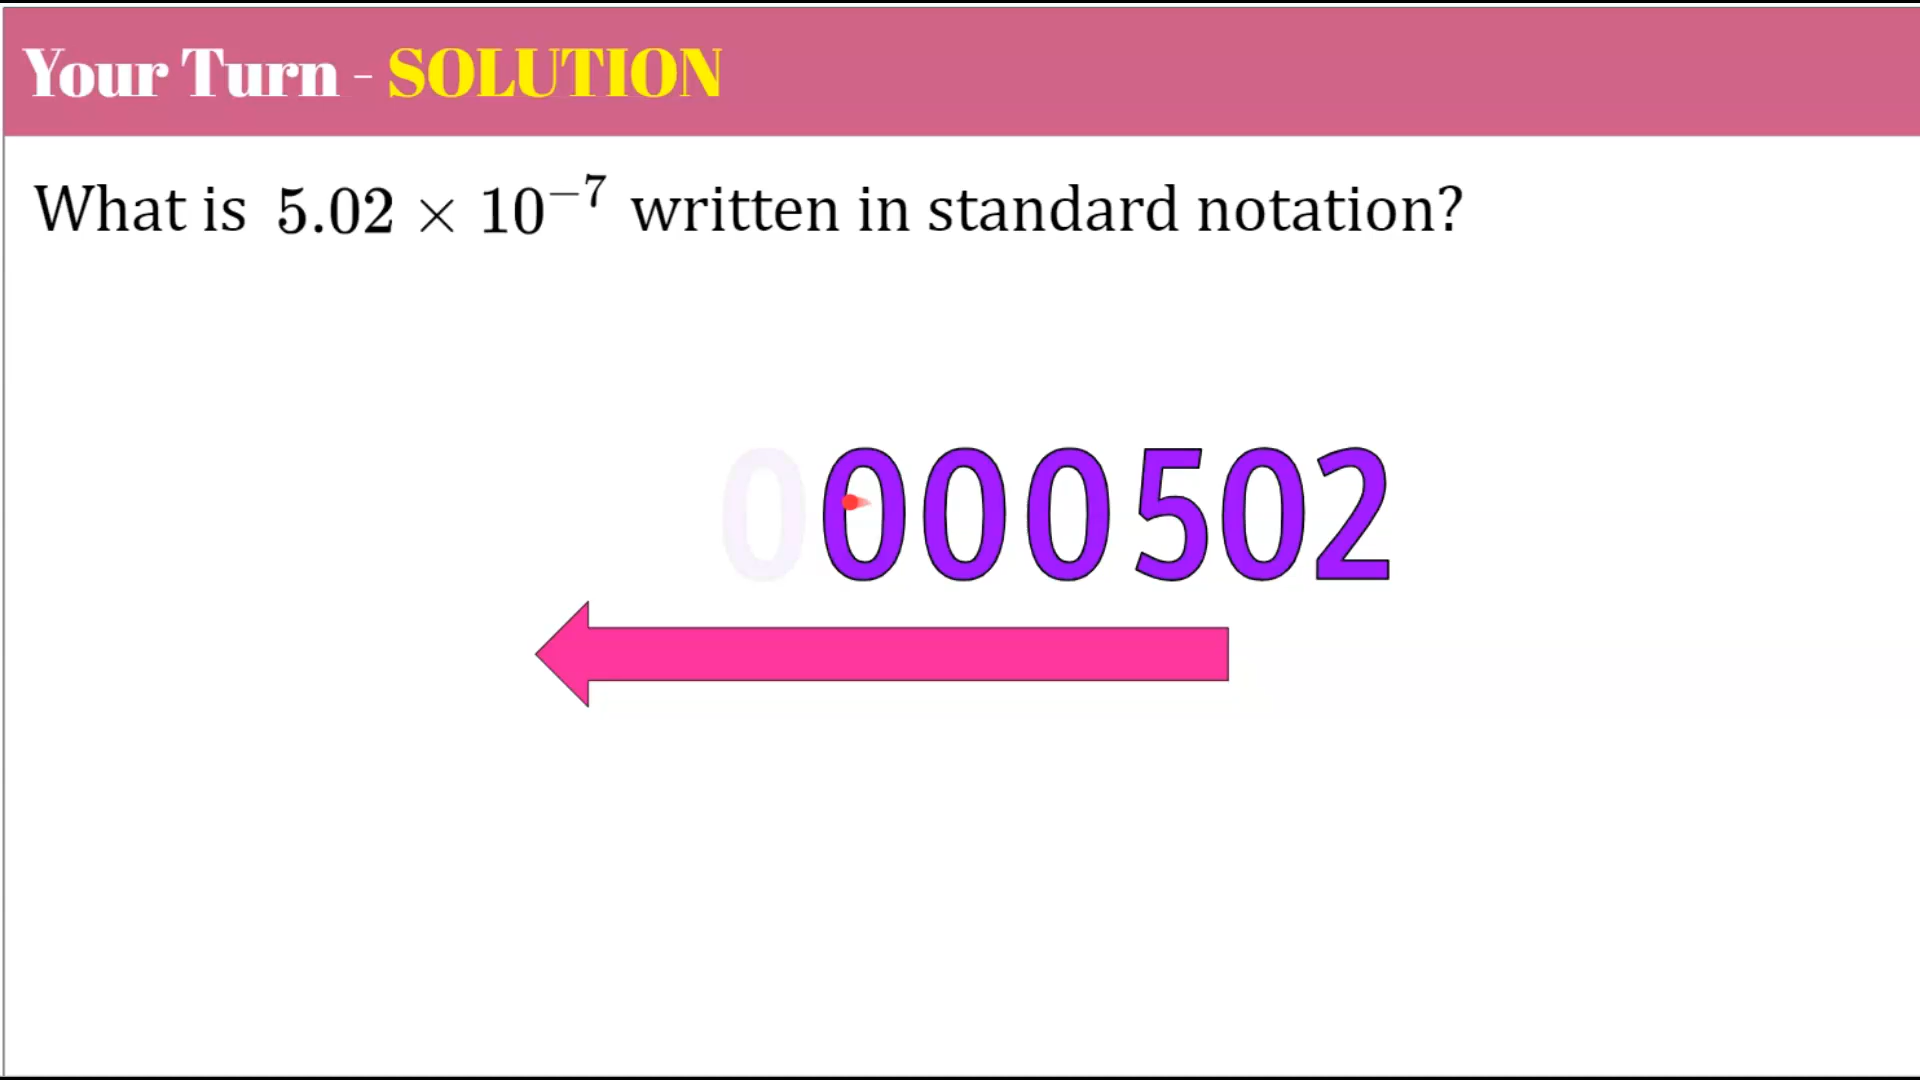 Your Turn - SOLUTION
What is 5.02 × 10⁻⁷ written in standard notation?
0000502